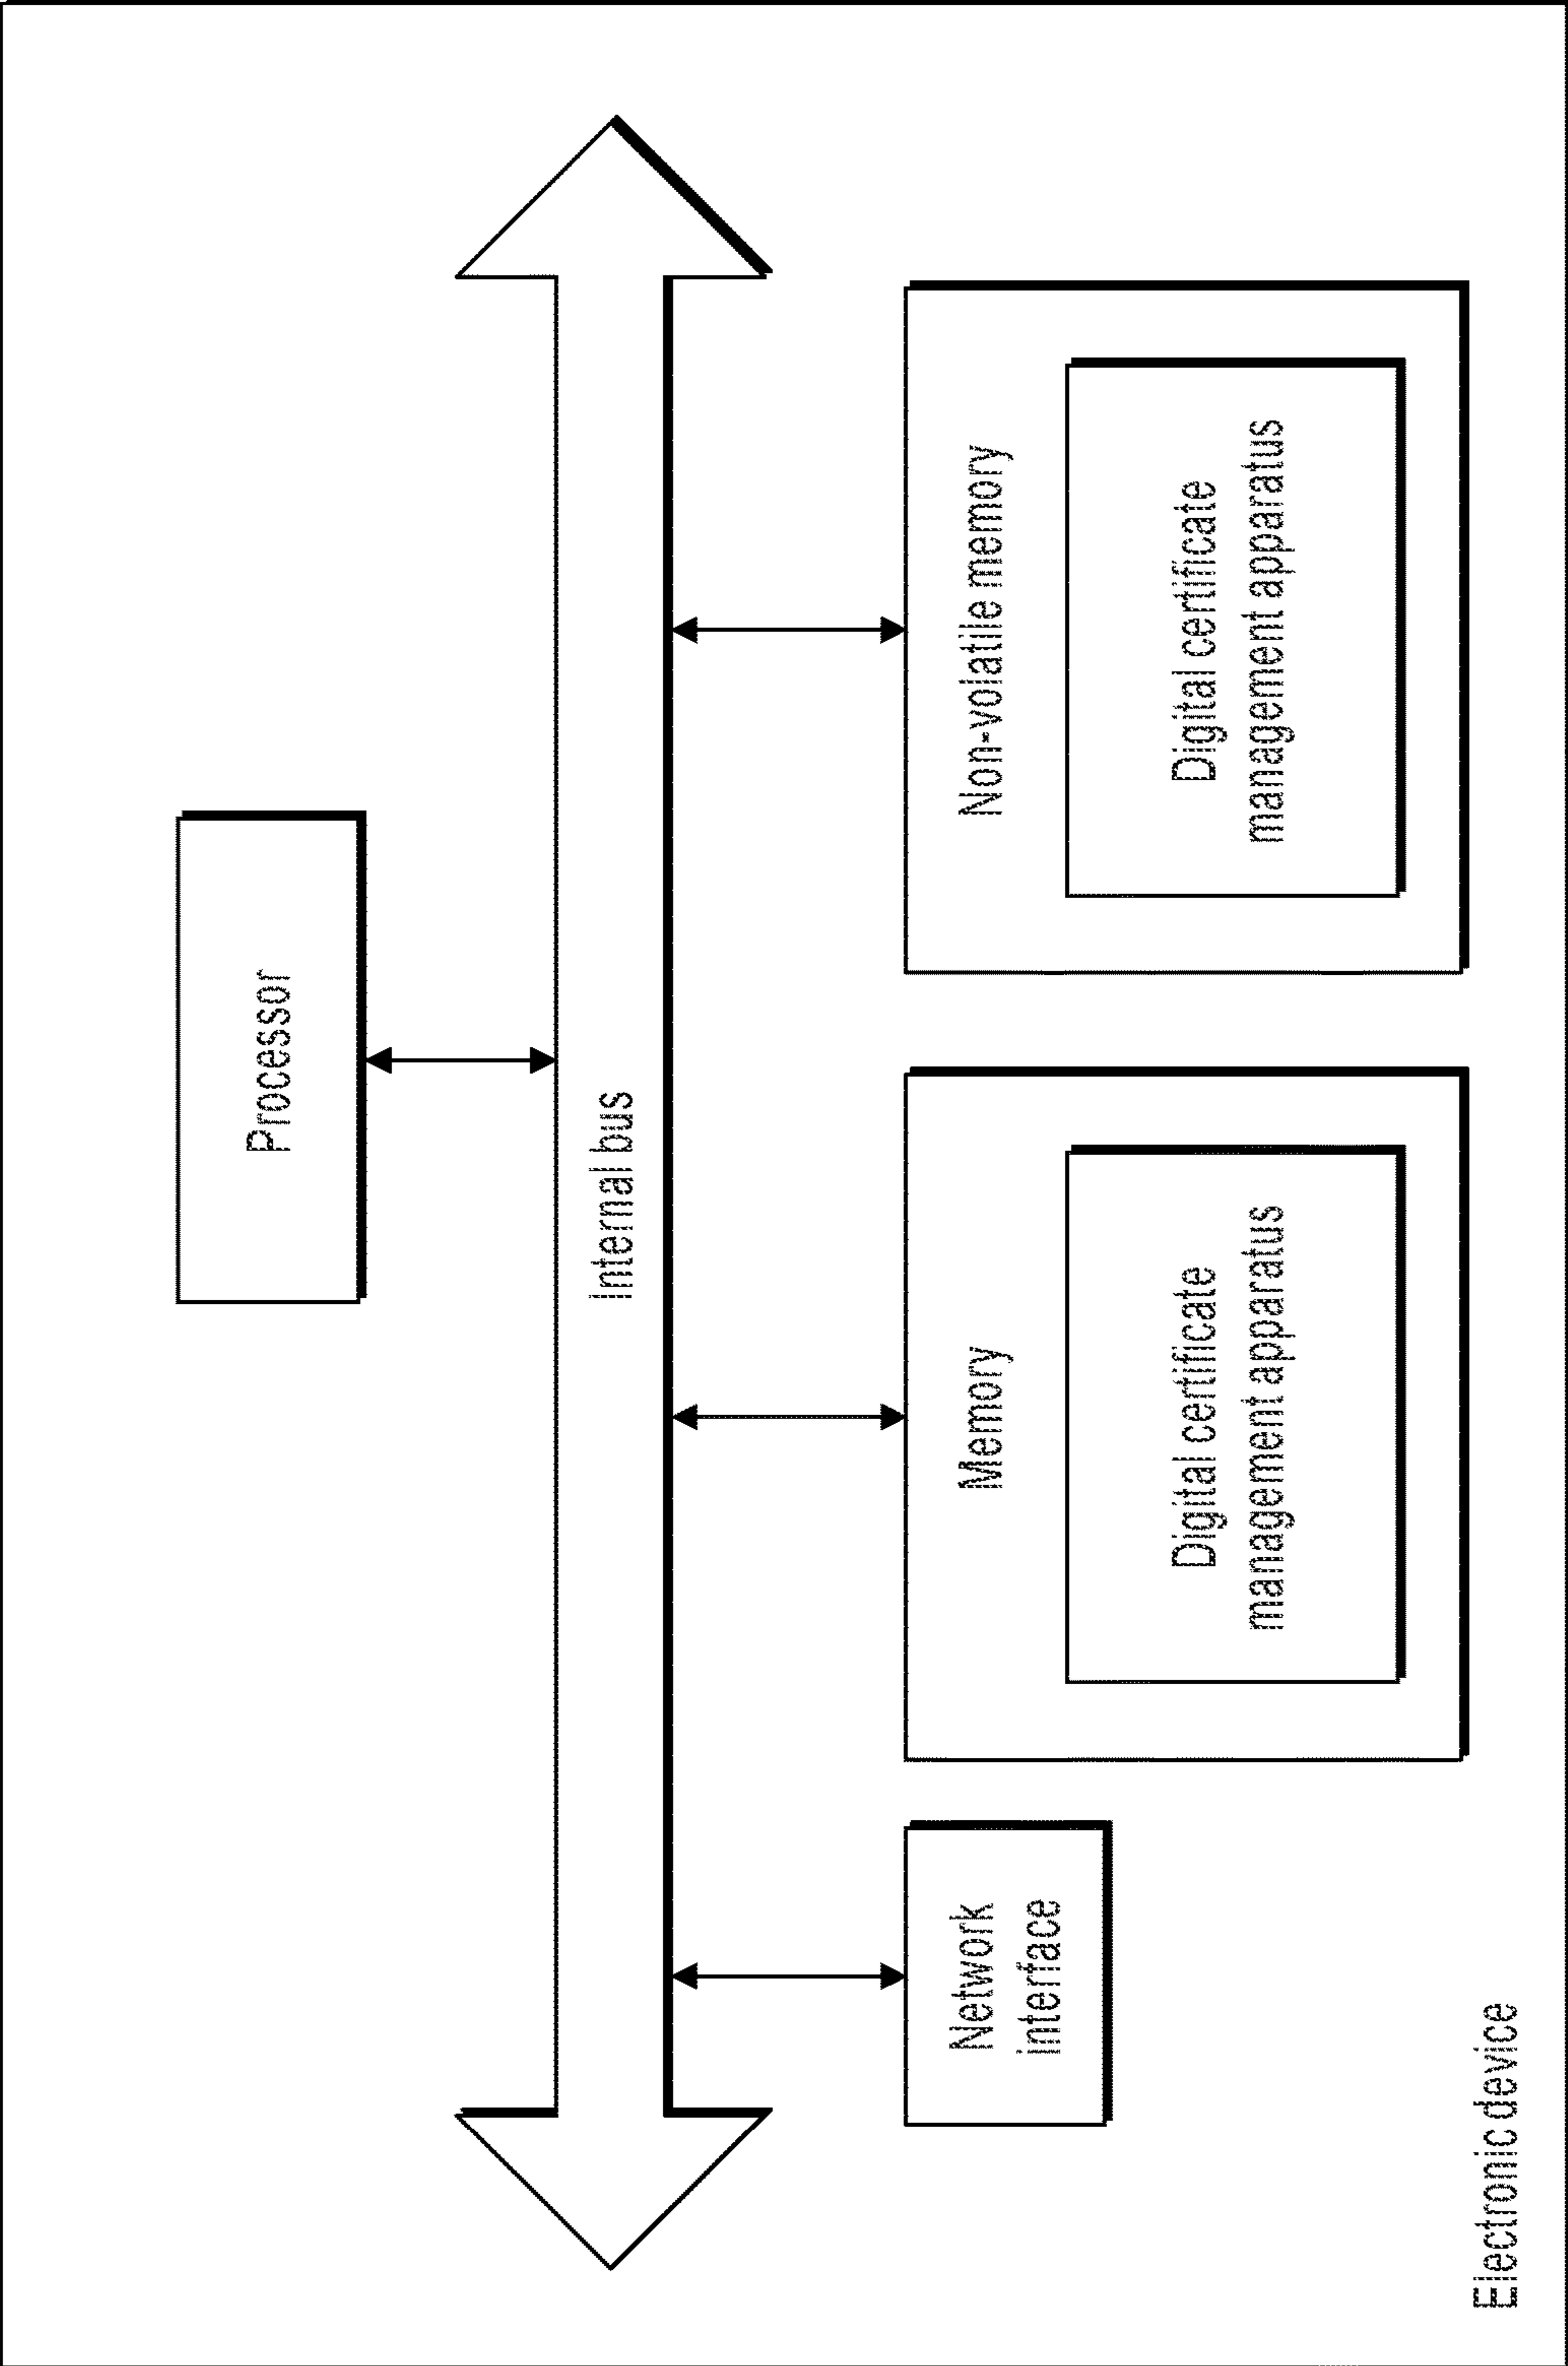 Processor
Internal bus
Network
interface
Memory
Digital certificate
management apparatus
Non-volatile memory
Digital certificate
management apparatus
Electronic device